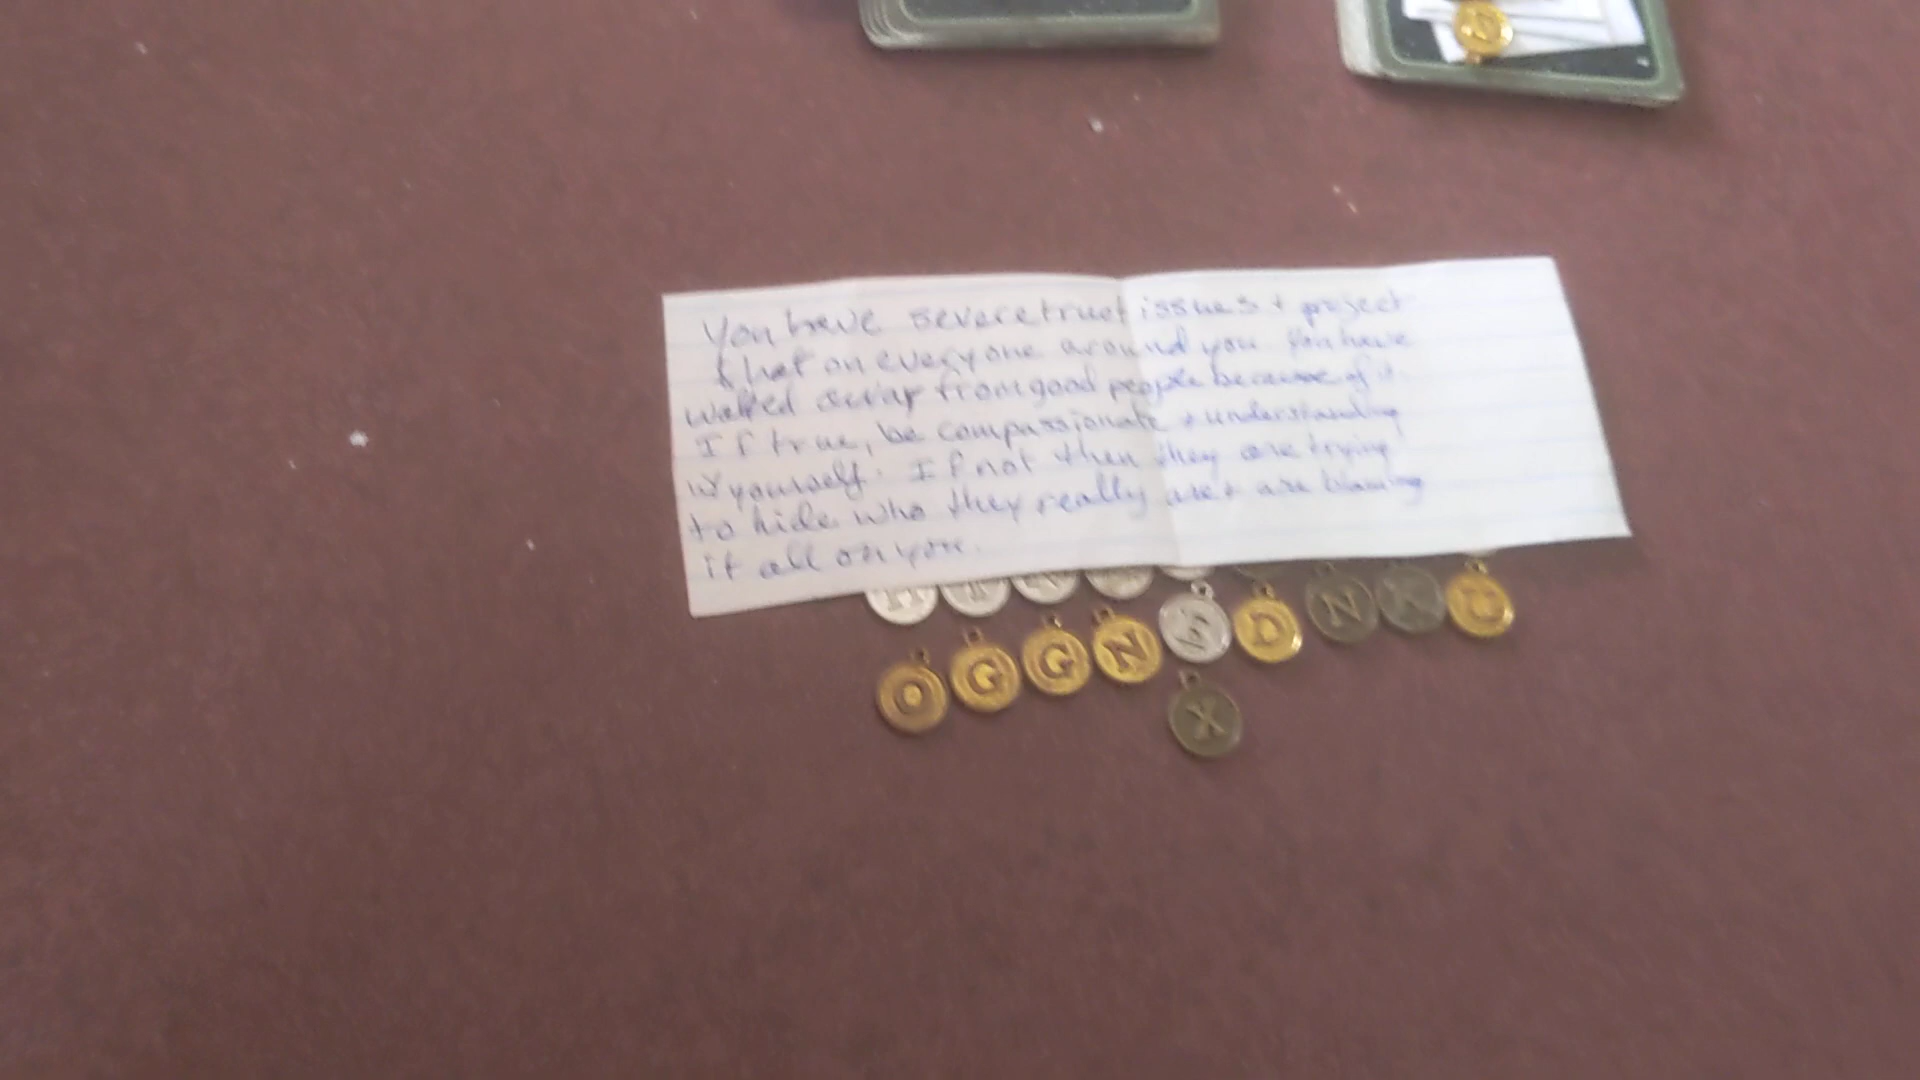 You have severe trust issues + project
that on everyone around you. You have
walked away from good people because of it.
If true, be compassionate + understanding
w/ yourself. If not then they are trying
to hide who they really are + are blaming
it all on you.
D N K U
O G G N S
X